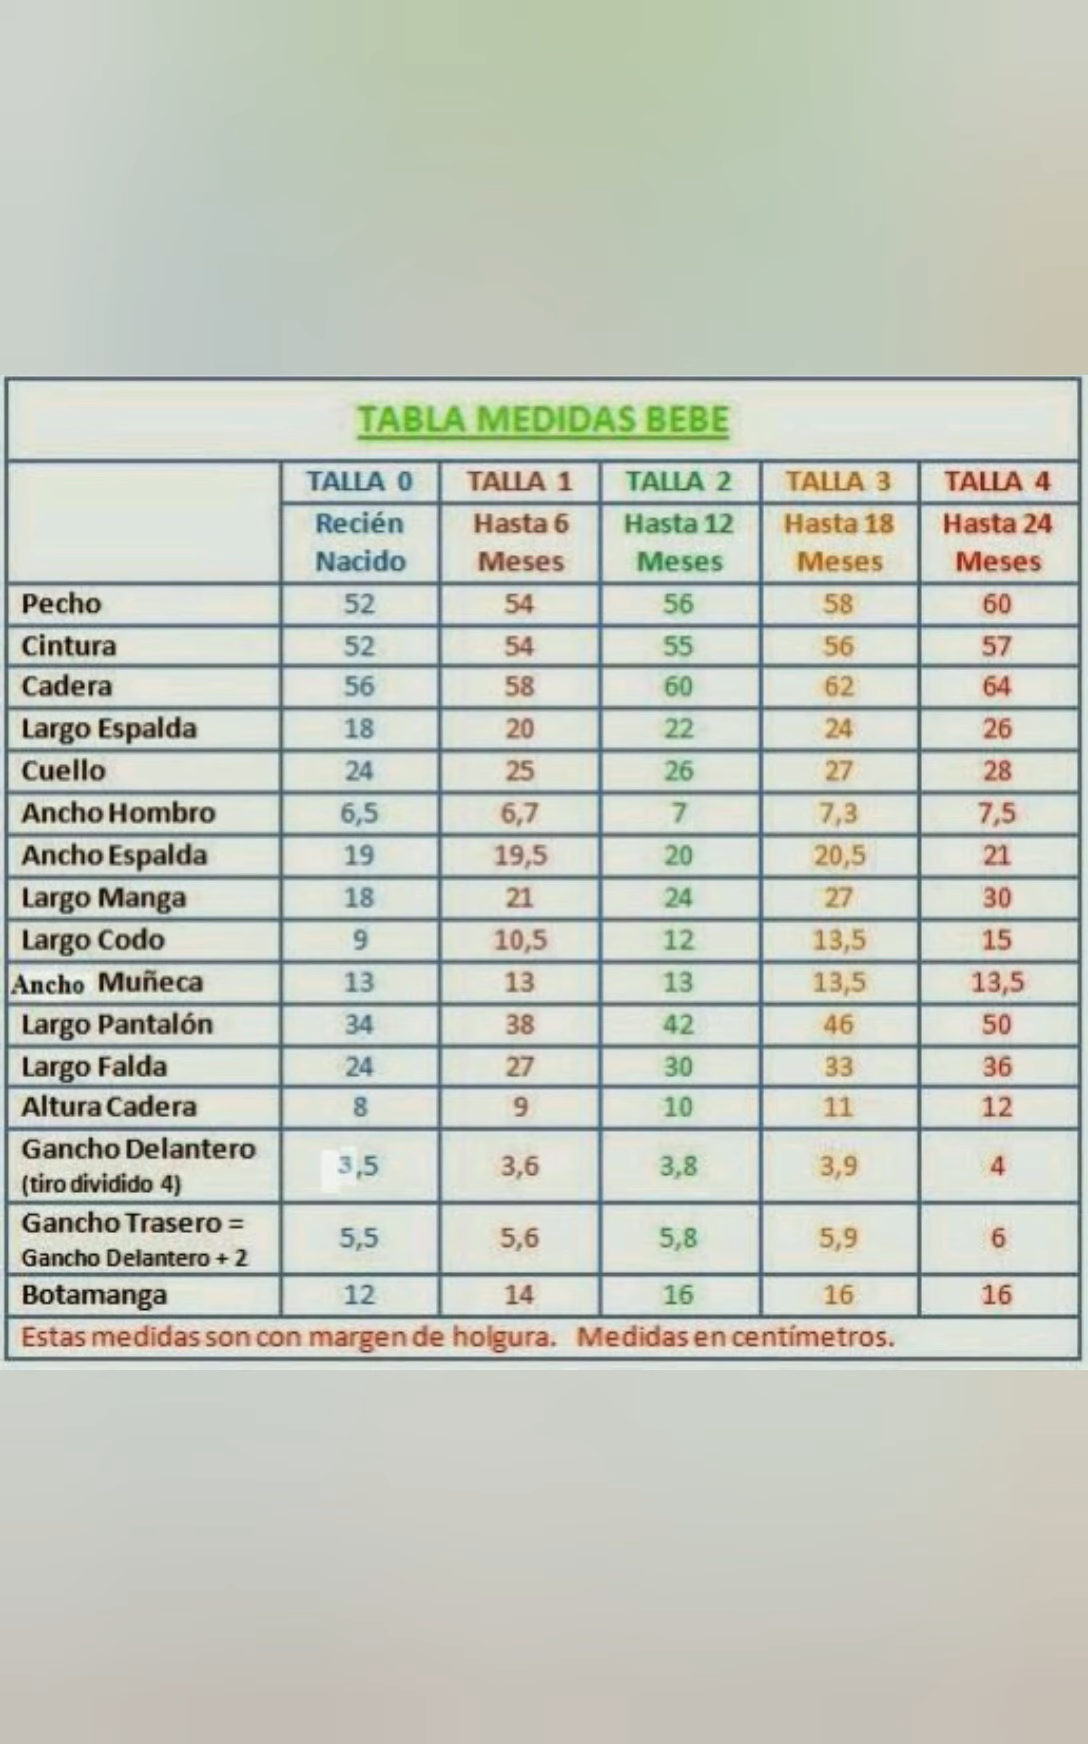 TABLA MEDIDAS BEBE
TALLA 0 TALLA 1 TALLA 2 TALLA 3 TALLA 4
Recién Nacido Hasta 6 Meses Hasta 12 Meses Hasta 18 Meses Hasta 24 Meses
Pecho 52 54 56 58 60
Cintura 52 54 55 56 57
Cadera 56 58 60 62 64
Largo Espalda 18 20 22 24 26
Cuello 24 25 26 27 28
Ancho Hombro 6,5 6,7 7 7,3 7,5
Ancho Espalda 19 19,5 20 20,5 21
Largo Manga 18 21 24 27 30
Largo Codo 9 10,5 12 13,5 15
Ancho Muñeca 13 13 13 13,5 13,5
Largo Pantalón 34 38 42 46 50
Largo Falda 24 27 30 33 36
Altura Cadera 8 9 10 11 12
Gancho Delantero
(tiro dividido 4) 3,5 3,6 3,8 3,9 4
Gancho Trasero =
Gancho Delantero + 2 5,5 5,6 5,8 5,9 6
Botamanga 12 14 16 16 16
Estas medidas son con margen de holgura. Medidas en centímetros.